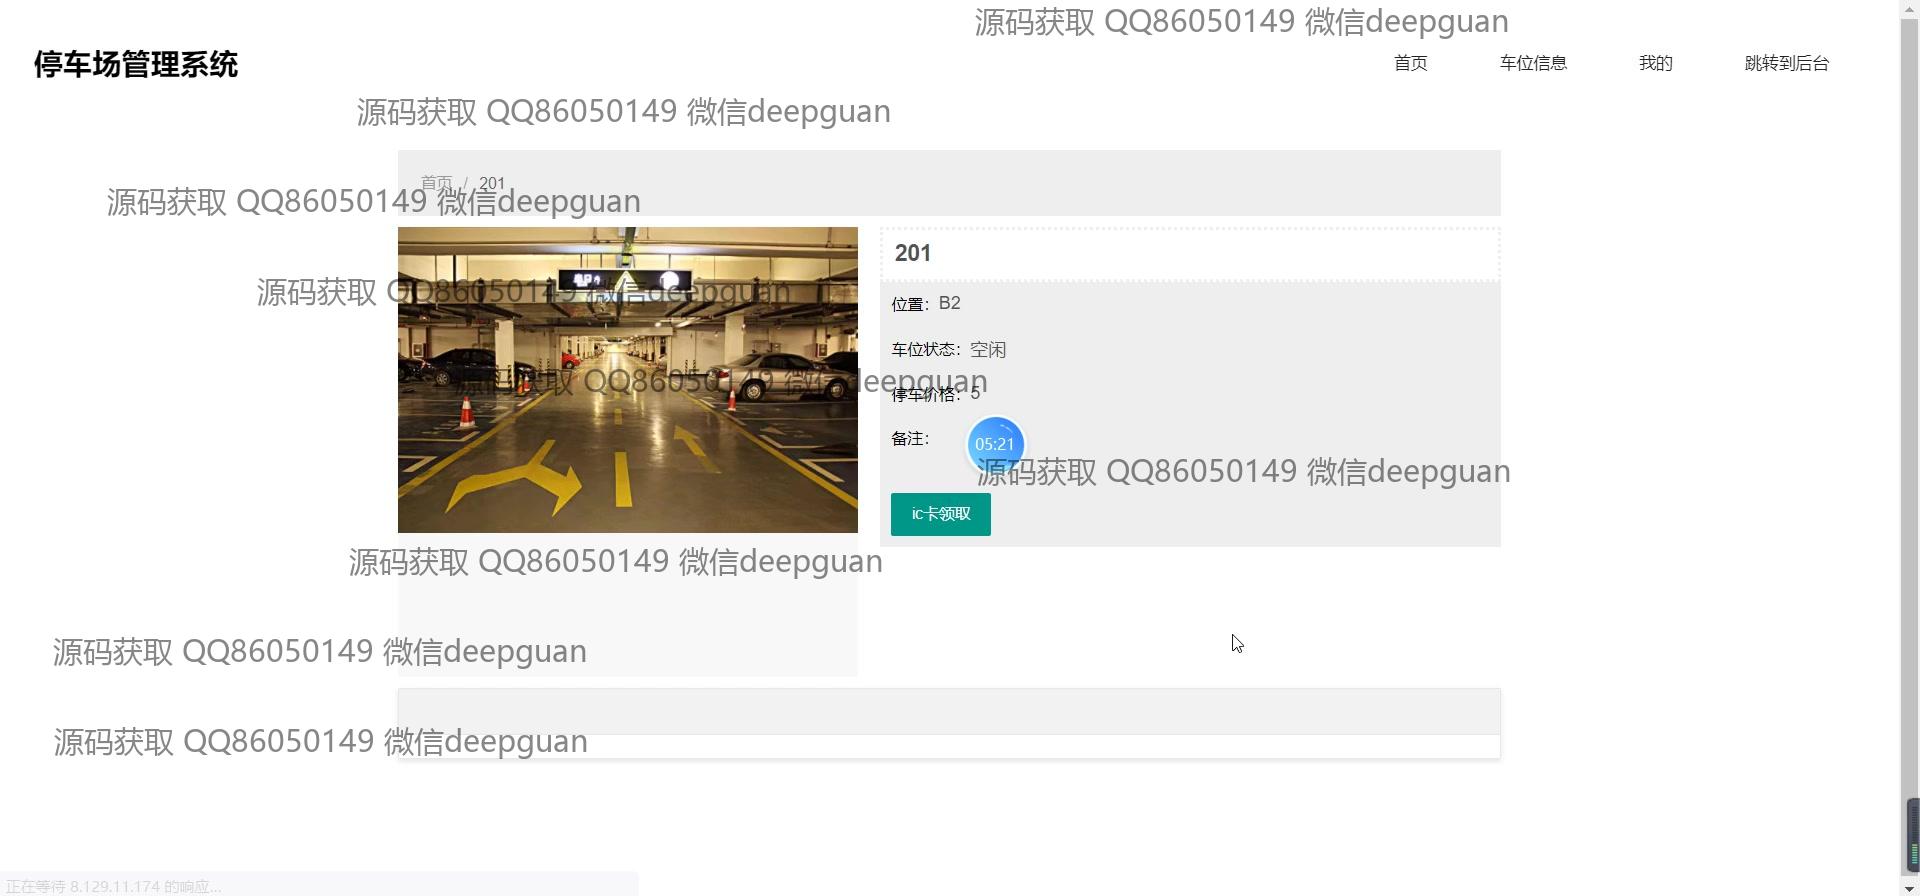 源码获取 QQ86050149 微信deepguan
停车场管理系统
首页
车位信息
我的
跳转到后台
源码获取 QQ86050149 微信deepguan
首页 / 201
源码获取 QQ86050149 微信deepguan
201
源码获取 QQ86050149 微信deepguan
位置：B2
车位状态：空闲
源码获取 QQ86050149 微信deepguan
停车价格：5
备注：
05:21
源码获取 QQ86050149 微信deepguan
ic卡领取
源码获取 QQ86050149 微信deepguan
源码获取 QQ86050149 微信deepguan
源码获取 QQ86050149 微信deepguan
正在等待 8.129.11.174 的响应...